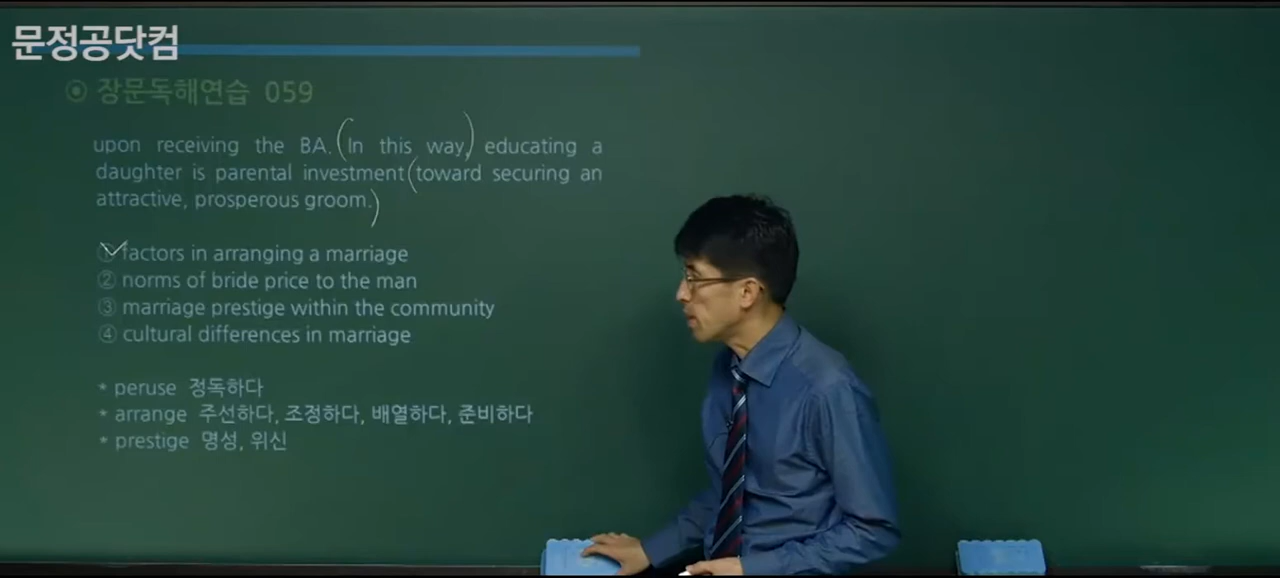 문정공닷컴
⊙ 장문독해연습 059
upon receiving the BA. (In this way,) educating a
daughter is parental investment (toward securing an
attractive, prosperous groom.)
① factors in arranging a marriage
② norms of bride price to the man
③ marriage prestige within the community
④ cultural differences in marriage
* peruse 정독하다
* arrange 주선하다, 조정하다, 배열하다, 준비하다
* prestige 명성, 위신